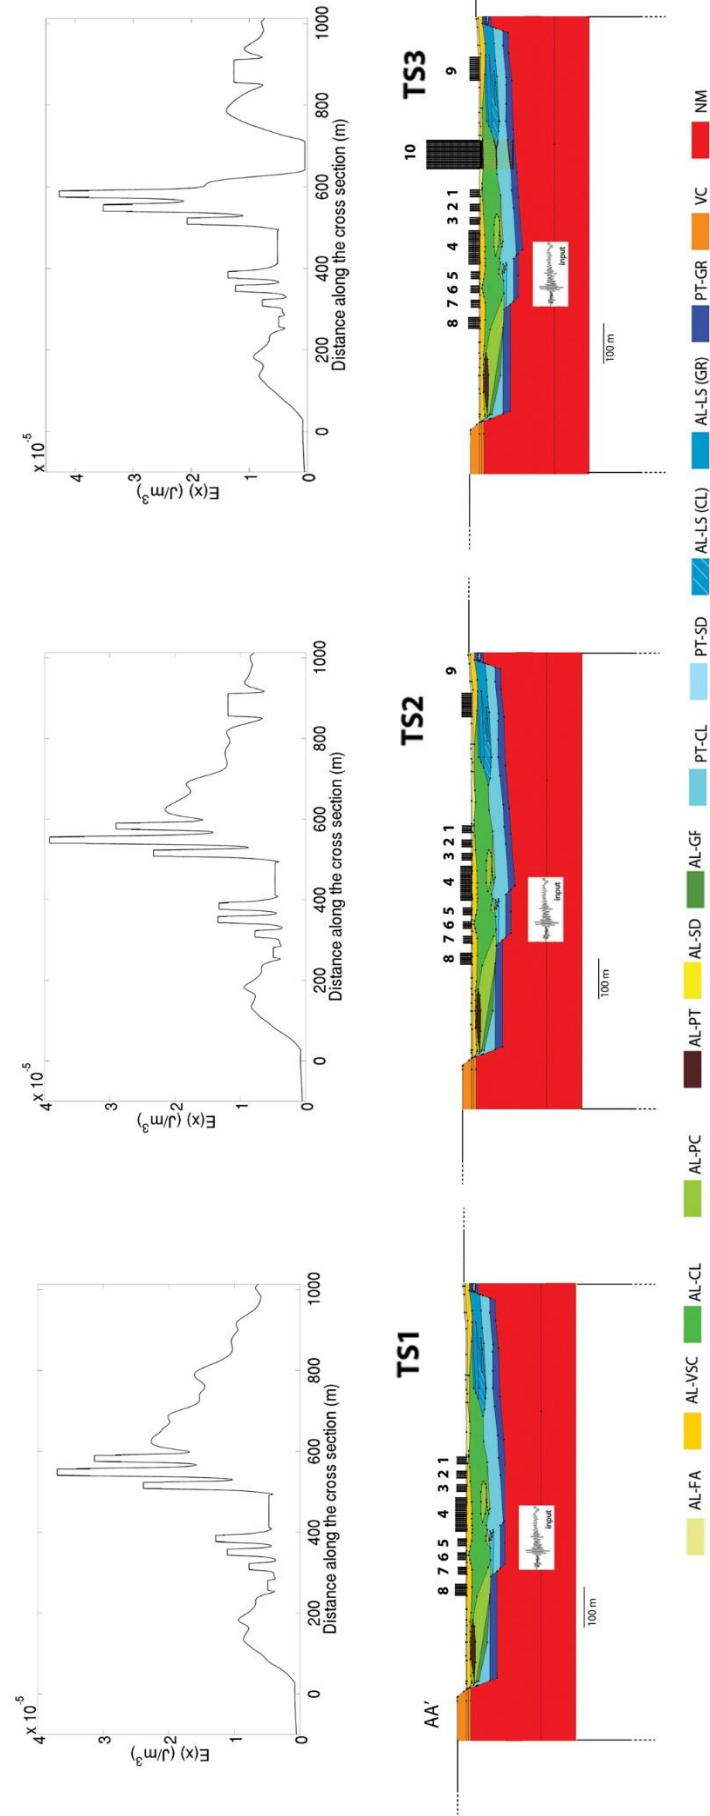 x 10⁻⁵
4
3
2
1
0
E(x) (J/m³)
0 200 400 600 800 1000
Distance along the cross section (m)
x 10⁻⁵
4
3
2
1
0
E(x) (J/m³)
0 200 400 600 800 1000
Distance along the cross section (m)
x 10⁻⁵
4
3
2
1
0
E(x) (J/m³)
0 200 400 600 800 1000
Distance along the cross section (m)
TS1
AA'
8 7 6 5 4 3 2 1
input
100 m
TS2
8 7 6 5 4 3 2 1 9
input
100 m
TS3
8 7 6 5 4 3 2 1 10 9
input
100 m
AL-FA AL-VSC AL-CL AL-PC AL-PT AL-SD AL-GF PT-CL PT-SD AL-LS (CL) AL-LS (GR) PT-GR VC NM